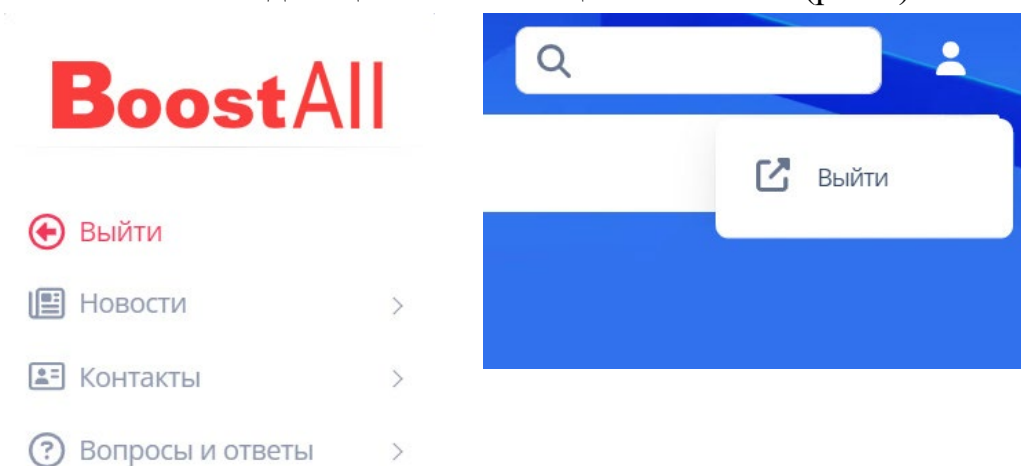 BoostAll
Выйти
Новости
Контакты
Вопросы и ответы
Выйти